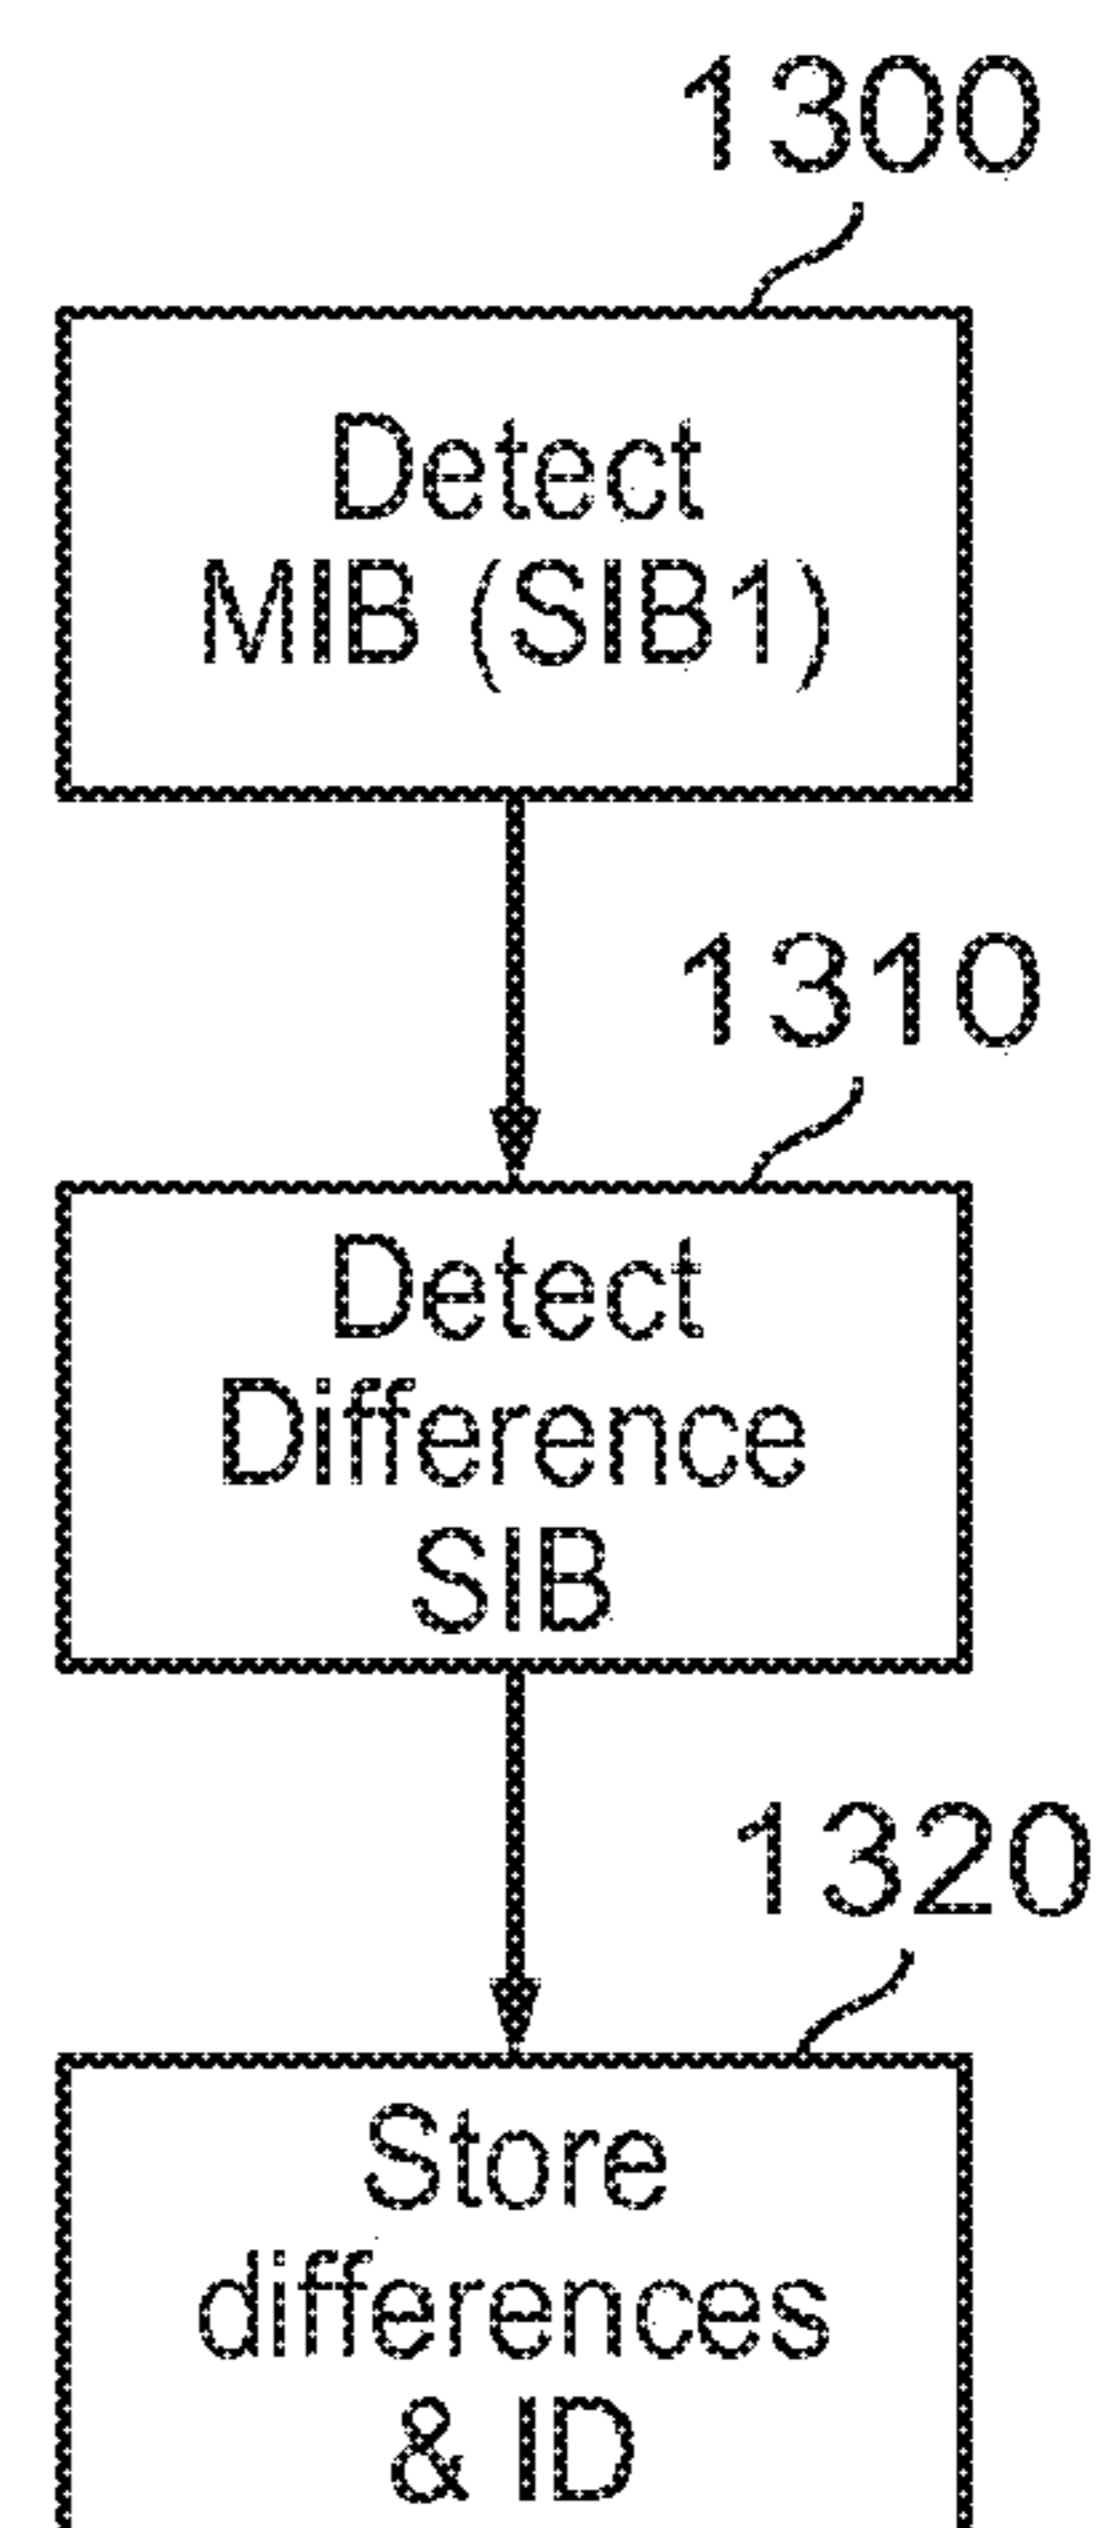 1300
Detect
MIB (SIB1)
1310
Detect
Difference
SIB
1320
Store
differences
& ID